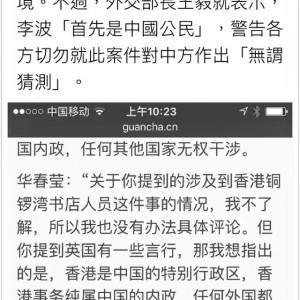 境。不過，外交部長王毅就表示，
李波「首先是中國公民」，警告各
方切勿就此案件對中方作出「無謂
猜測」。
中国移动 上午10:23
guancha.cn
国内政，任何其他国家无权干涉。
华春莹：“关于你提到的涉及到香港铜
锣湾书店人员这件事的情况，我不了
解，所以我也没有办法具体评论。但
你提到英国有一些言行，那我想指出
的是，香港是中国的特别行政区，香
港事务纯属中国的内政，任何外国都